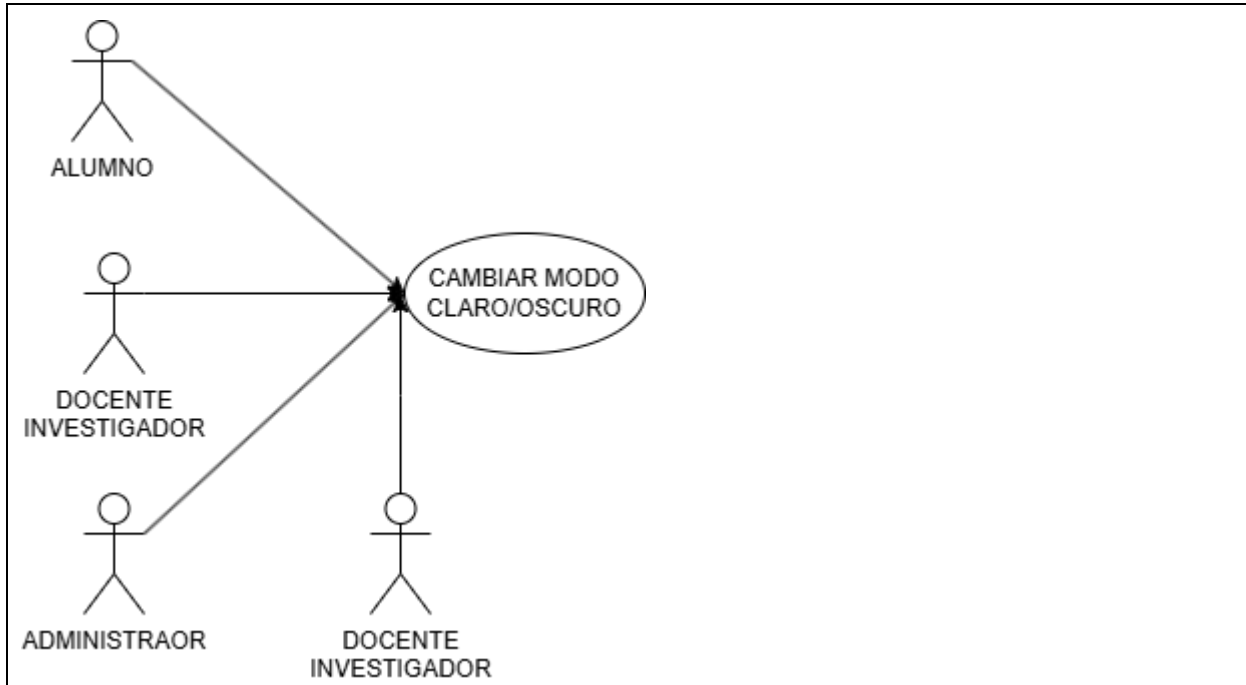 ALUMNO
CAMBIAR MODO
CLARO/OSCURO
DOCENTE
INVESTIGADOR
ADMINISTRAOR
DOCENTE
INVESTIGADOR